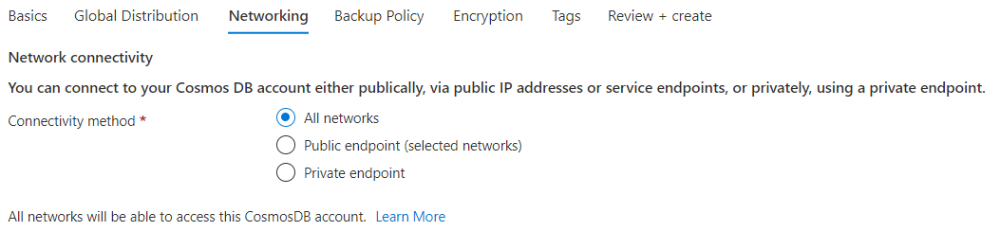 Basics Global Distribution Networking Backup Policy Encryption Tags Review + create
Network connectivity
You can connect to your Cosmos DB account either publically, via public IP addresses or service endpoints, or privately, using a private endpoint.
Connectivity method * All networks
Public endpoint (selected networks)
Private endpoint
All networks will be able to access this CosmosDB account. Learn More